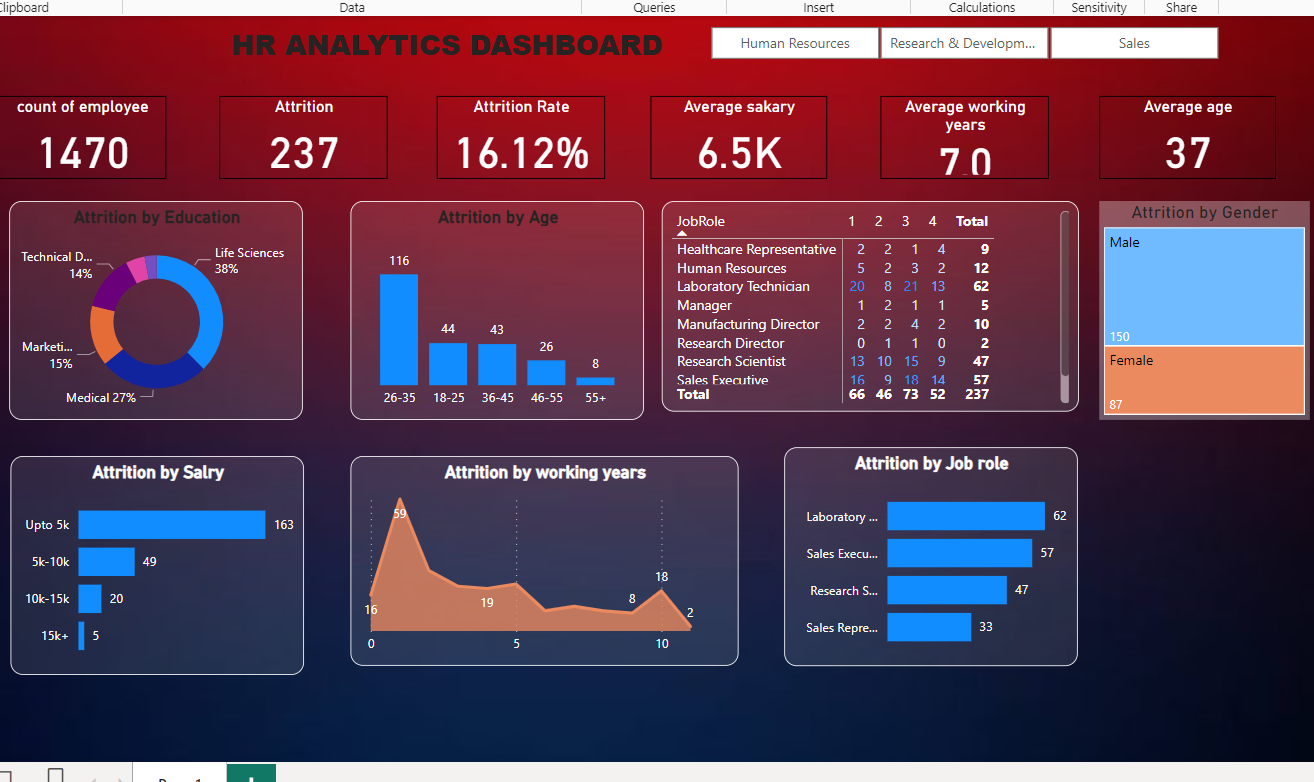 Clipboard
Data
Queries
Insert
Calculations
Sensitivity
Share
HR ANALYTICS DASHBOARD
Human Resources
Research & Developm...
Sales
count of employee
1470
Attrition
237
Attrition Rate
16.12%
Average sakary
6.5K
Average working
years
7.0
Average age
37
Attrition by Education
Life Sciences
38%
Technical D...
14%
Marketi...
15%
Medical 27%
Attrition by Age
116
44
43
26
8
26-35 18-25 36-45 46-55 55+
JobRole 1 2 3 4 Total
Healthcare Representative 2 2 1 4 9
Human Resources 5 2 3 2 12
Laboratory Technician 20 8 21 13 62
Manager 1 2 1 1 5
Manufacturing Director 2 2 4 2 10
Research Director 0 1 1 0 2
Research Scientist 13 10 15 9 47
Sales Executive 16 9 18 14 57
Total 66 46 73 52 237
Attrition by Gender
Male
150
Female
87
Attrition by Salry
Upto 5k 163
5k-10k 49
10k-15k 20
15k+ 5
Attrition by working years
59
16
19
8
18
2
0 5 10
Attrition by Job role
Laboratory ... 62
Sales Execu... 57
Research S... 47
Sales Repre... 33